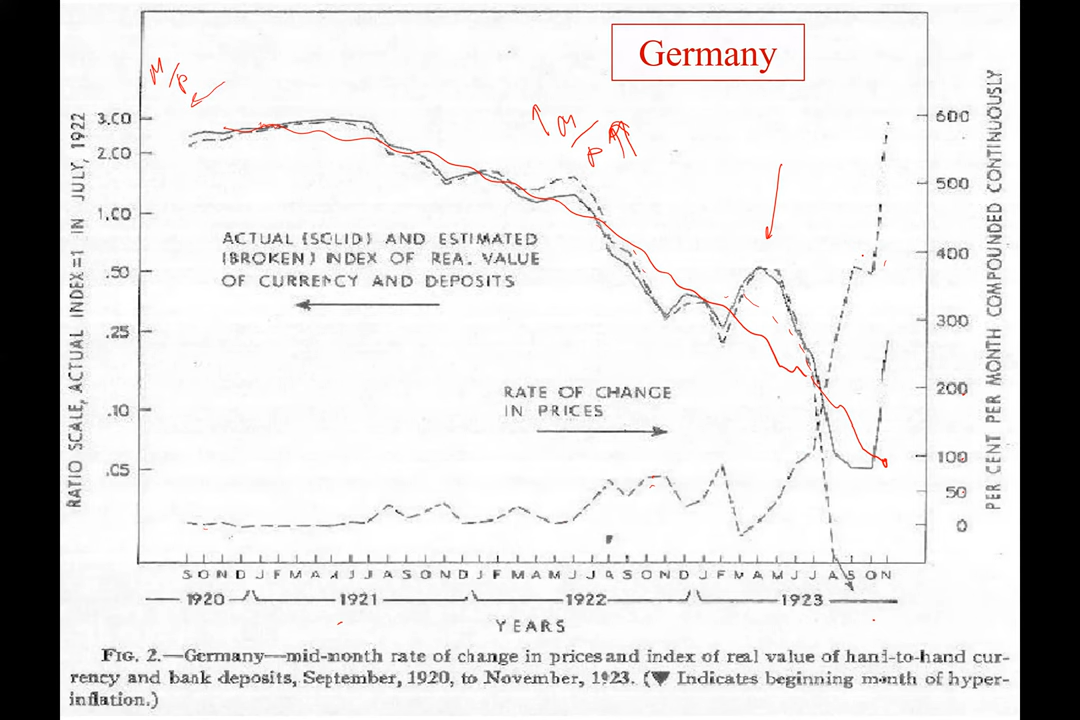 Germany
M/P
↑ M/P ↑↑
3.00
2.00
1.00
.50
.25
.10
.05
RATIO SCALE, ACTUAL INDEX=1 IN JULY, 1922
600
500
400
300
200
100
50
0
PER CENT PER MONTH COMPOUNDED CONTINUOUSLY
ACTUAL (SOLID) AND ESTIMATED
(BROKEN) INDEX OF REAL VALUE
OF CURRENCY AND DEPOSITS
RATE OF CHANGE
IN PRICES
S O N D J F M A M J J A S O N D J F M A M J J A S O N D J F M A M J J A S O N
1920 1921 1922 1923
YEARS
FIG. 2.—Germany—mid-month rate of change in prices and index of real value of hand-to-hand cur-
rency and bank deposits, September, 1920, to November, 1923. (▼ Indicates beginning month of hyper-
inflation.)